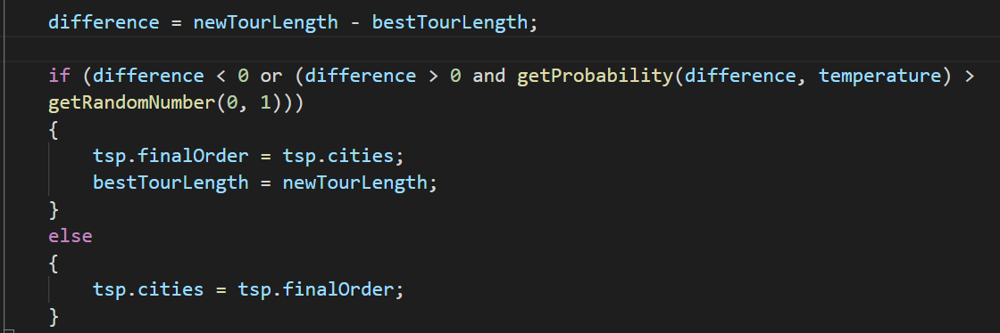 difference = newTourLength - bestTourLength;
if (difference < 0 or (difference > 0 and getProbability(difference, temperature) >
getRandomNumber(0, 1)))
{
tsp.finalOrder = tsp.cities;
bestTourLength = newTourLength;
}
else
{
tsp.cities = tsp.finalOrder;
}